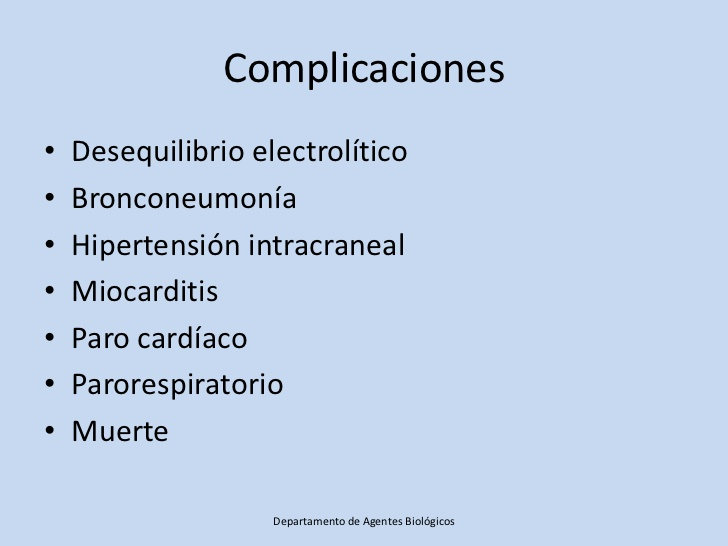 Complicaciones
• Desequilibrio electrolítico
• Bronconeumonía
• Hipertensión intracraneal
• Miocarditis
• Paro cardíaco
• Parorespiratorio
• Muerte
Departamento de Agentes Biológicos